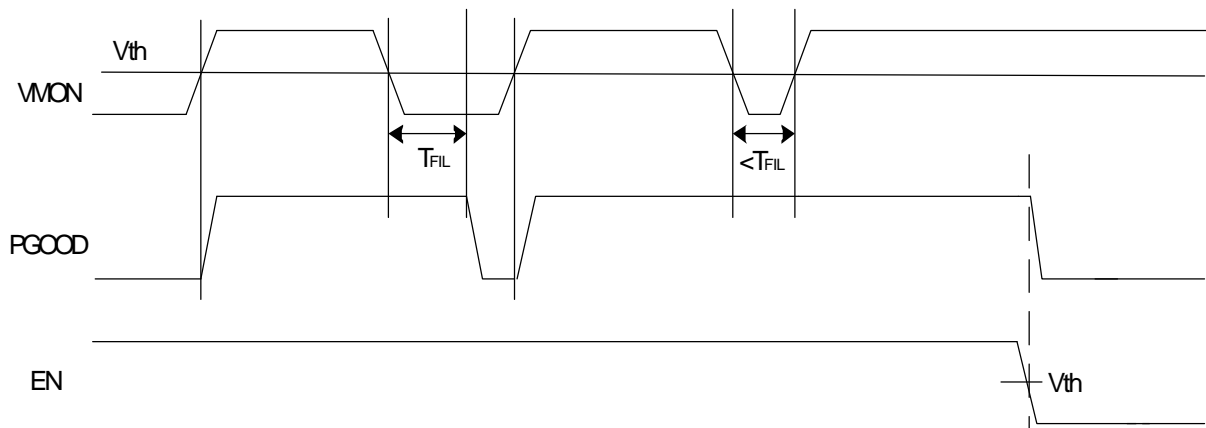 Vth
VMON
TFIL
<TFIL
PGOOD
EN
Vth